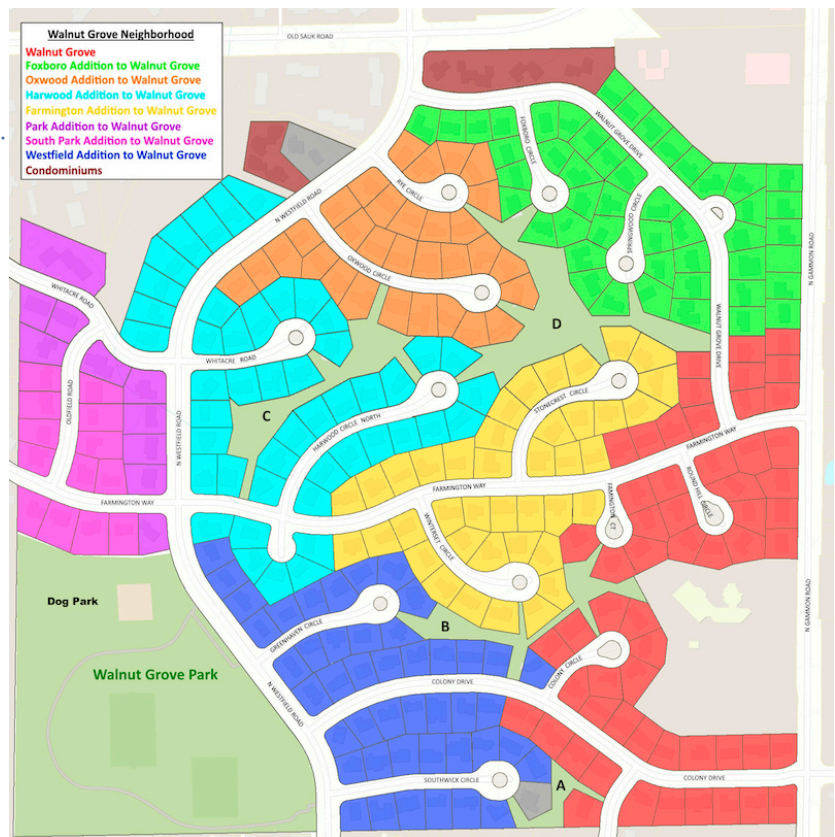 Walnut Grove Neighborhood
Walnut Grove
Foxboro Addition to Walnut Grove
Oxwood Addition to Walnut Grove
Harwood Addition to Walnut Grove
Farmington Addition to Walnut Grove
Park Addition to Walnut Grove
South Park Addition to Walnut Grove
Westfield Addition to Walnut Grove
Condominiums
OLD SAUK ROAD
WALNUT GROVE DRIVE
FOXBORO CIRCLE
RYE CIRCLE
N WESTFIELD ROAD
SPRINGWOOD CIRCLE
OXWOOD CIRCLE
N GAMMON ROAD
WHITACRE ROAD
WALNUT GROVE DRIVE
D
WHITACRE ROAD
OLDFIELD ROAD
STONECREST CIRCLE
C
HARWOOD CIRCLE NORTH
N WESTFIELD ROAD
FARMINGTON WAY
FARMINGTON WAY
FARMINGTON WAY
ROUND HILL CIRCLE
FARMINGTON CT
WINTERSET CIRCLE
Dog Park
N GAMMON ROAD
GREENHAVEN CIRCLE
B
Walnut Grove Park
COLONY CIRCLE
COLONY DRIVE
N WESTFIELD ROAD
SOUTHWICK CIRCLE
A
COLONY DRIVE